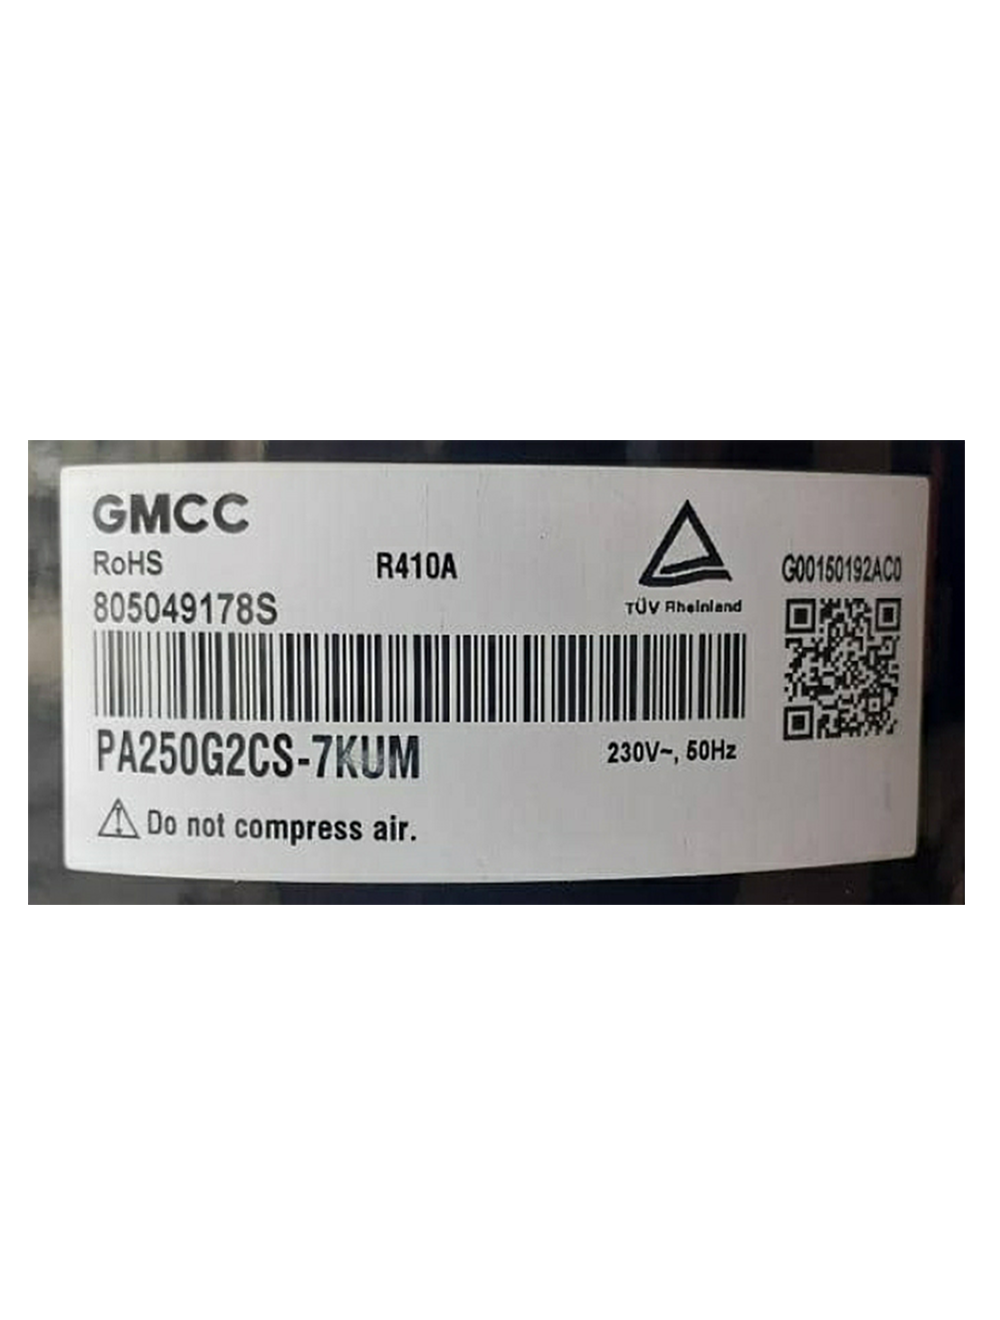 GMCC
RoHS
R410A
TÜV Rheinland
G00150192AC0
805049178S
PA250G2CS-7KUM
230V~, 50Hz
Do not compress air.